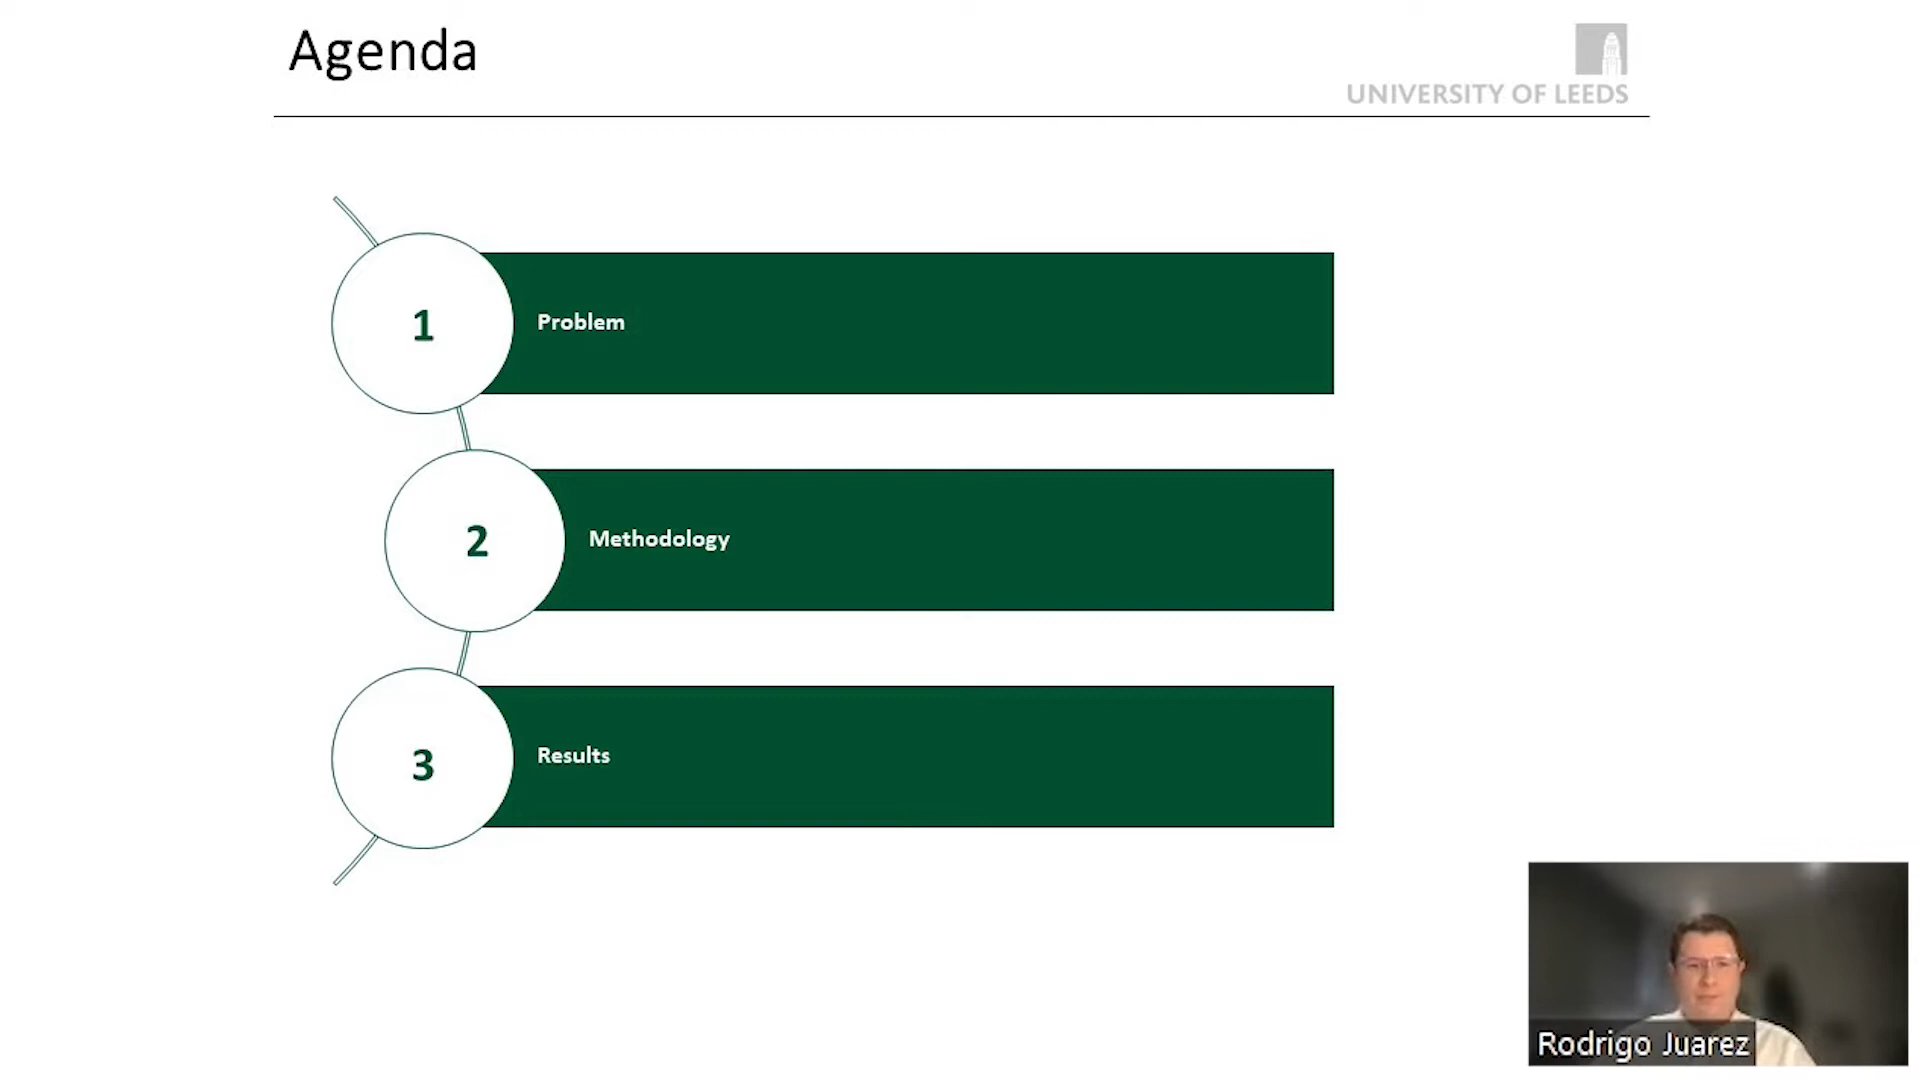 Agenda
UNIVERSITY OF LEEDS
1
Problem
2
Methodology
3
Results
Rodrigo Juarez